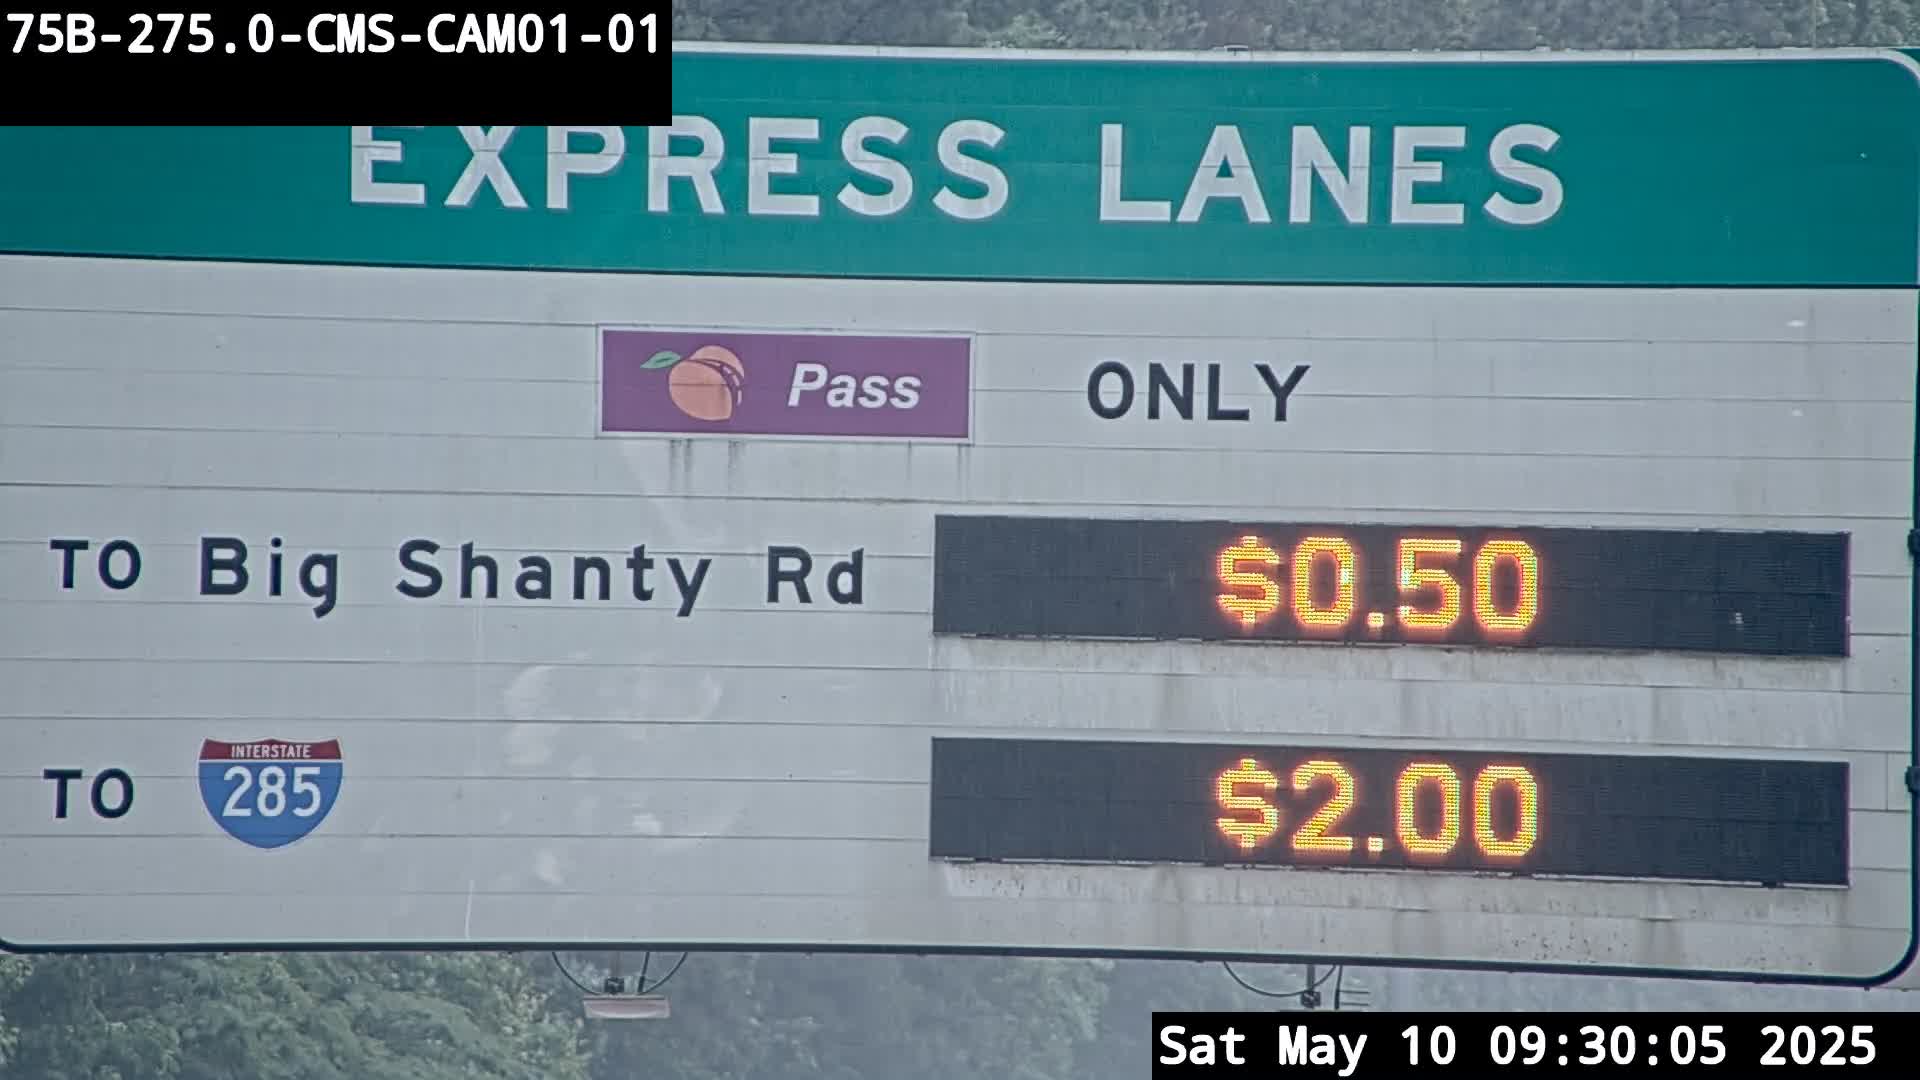 75B-275.0-CMS-CAM01-01
EXPRESS LANES
Pass ONLY
TO Big Shanty Rd $0.50
INTERSTATE
TO 285 $2.00
Sat May 10 09:30:05 2025